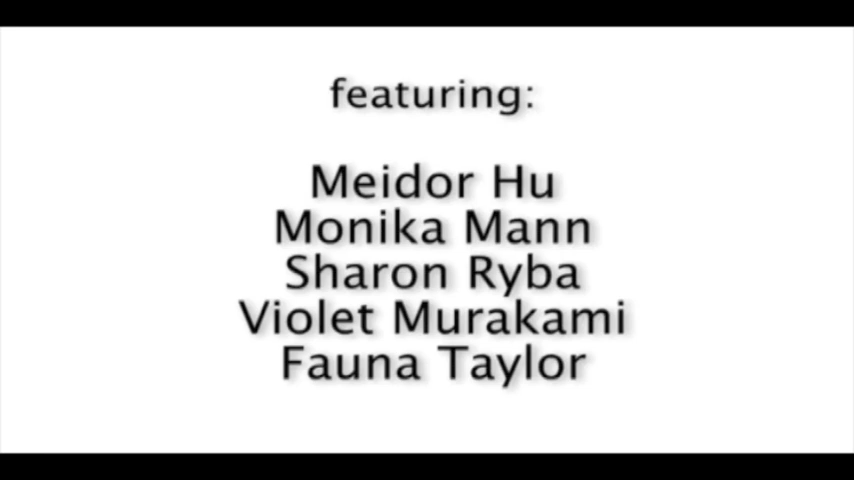 featuring:
Meidor Hu
Monika Mann
Sharon Ryba
Violet Murakami
Fauna Taylor